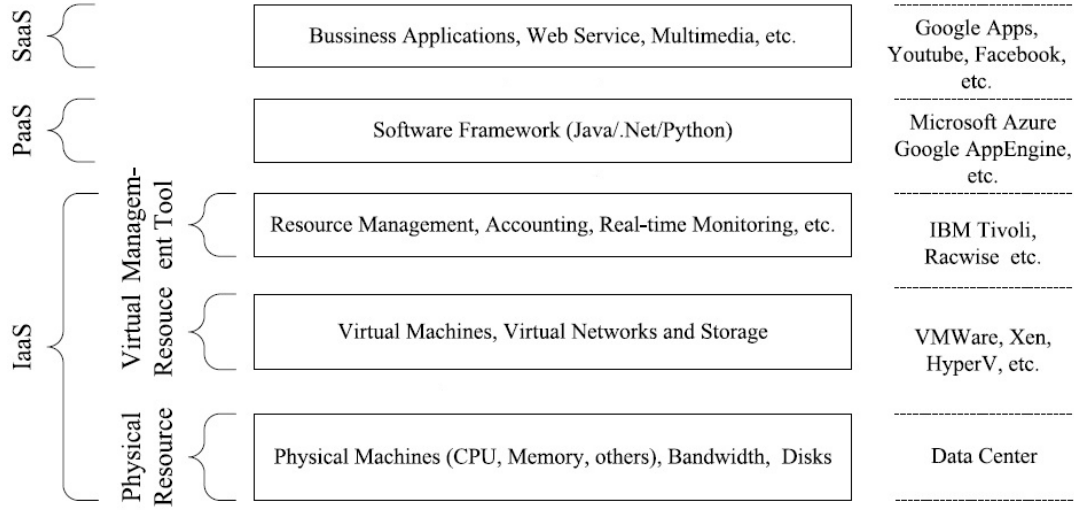 SaaS
Bussiness Applications, Web Service, Multimedia, etc.
Google Apps,
Youtube, Facebook,
etc.
PaaS
Software Framework (Java/.Net/Python)
Microsoft Azure
Google AppEngine,
etc.
IaaS
Managem-
ent Tool
Resource Management, Accounting, Real-time Monitoring, etc.
IBM Tivoli,
Racwise etc.
Virtual
Resouce
Virtual Machines, Virtual Networks and Storage
VMWare, Xen,
HyperV, etc.
Physical
Resource
Physical Machines (CPU, Memory, others), Bandwidth, Disks
Data Center